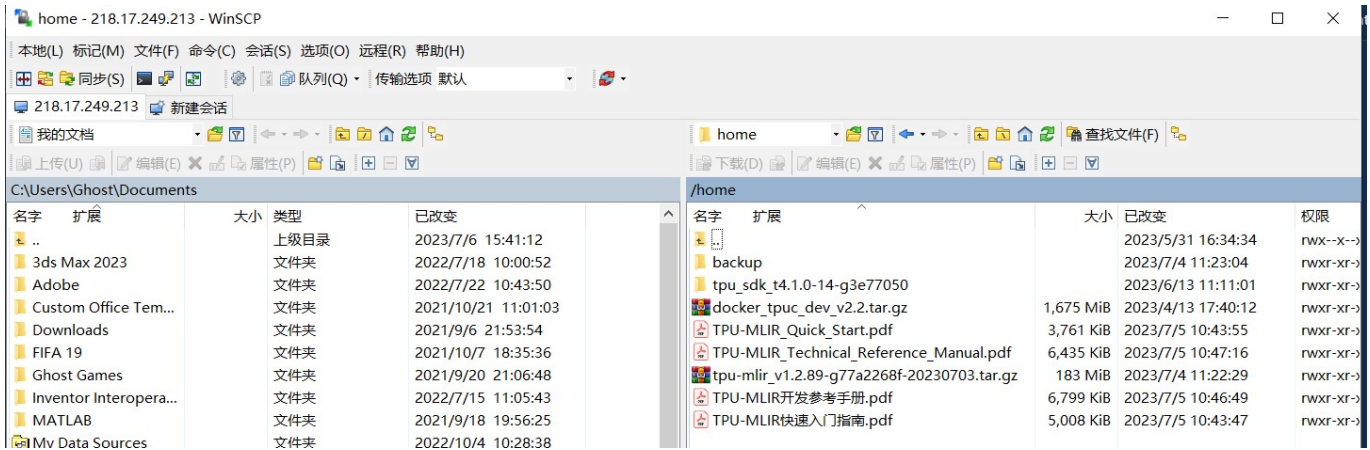 home - 218.17.249.213 - WinSCP
本地(L) 标记(M) 文件(F) 命令(C) 会话(S) 选项(O) 远程(R) 帮助(H)
同步(S) 队列(Q) 传输选项 默认
218.17.249.213 新建会话
我的文档 home 查找文件(F)
上传(U) 编辑(E) 属性(P) 下载(D) 编辑(E) 属性(P)
C:\Users\Ghost\Documents /home
名字 扩展 大小 类型 已改变 名字 扩展 大小 已改变 权限
.. 上级目录 2023/7/6 15:41:12 .. 2023/5/31 16:34:34 rwx--x--x
3ds Max 2023 文件夹 2022/7/18 10:00:52 backup 2023/7/4 11:23:04 rwxr-xr-x
Adobe 文件夹 2022/7/22 10:43:50 tpu_sdk_t4.1.0-14-g3e77050 2023/6/13 11:11:01 rwxr-xr-x
Custom Office Tem... 文件夹 2021/10/21 11:01:03 docker_tpuc_dev_v2.2.tar.gz 1,675 MiB 2023/4/13 17:40:12 rwxr-xr-x
Downloads 文件夹 2021/9/6 21:53:54 TPU-MLIR_Quick_Start.pdf 3,761 KiB 2023/7/5 10:43:55 rwxr-xr-x
FIFA 19 文件夹 2021/10/7 18:35:36 TPU-MLIR_Technical_Reference_Manual.pdf 6,435 KiB 2023/7/5 10:47:16 rwxr-xr-x
Ghost Games 文件夹 2021/9/20 21:06:48 tpu-mlir_v1.2.89-g77a2268f-20230703.tar.gz 183 MiB 2023/7/4 11:22:29 rwxr-xr-x
Inventor Interopera... 文件夹 2022/7/15 11:05:43 TPU-MLIR开发参考手册.pdf 6,799 KiB 2023/7/5 10:46:49 rwxr-xr-x
MATLAB 文件夹 2021/9/18 19:56:25 TPU-MLIR快速入门指南.pdf 5,008 KiB 2023/7/5 10:43:47 rwxr-xr-x
My Data Sources 文件夹 2022/10/4 10:28:38